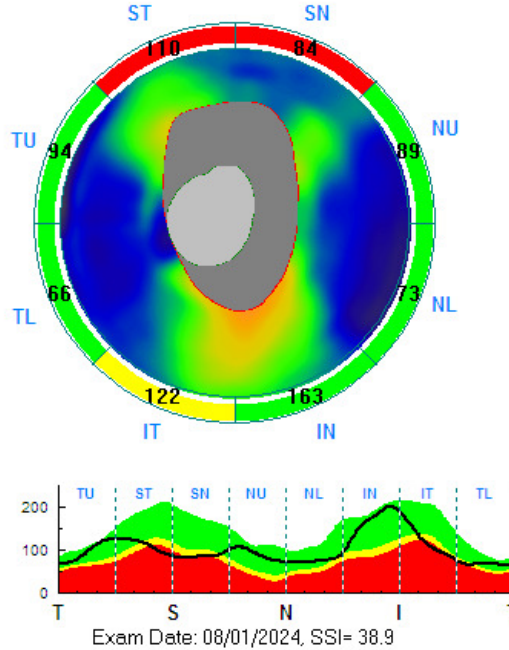 ST SN
110 84
TU 94 89 NU
TL 66 73 NL
122 163
IT IN
TU ST SN NU NL IN IT TL
200
100
0
T S N I T
Exam Date: 08/01/2024, SSI= 38.9